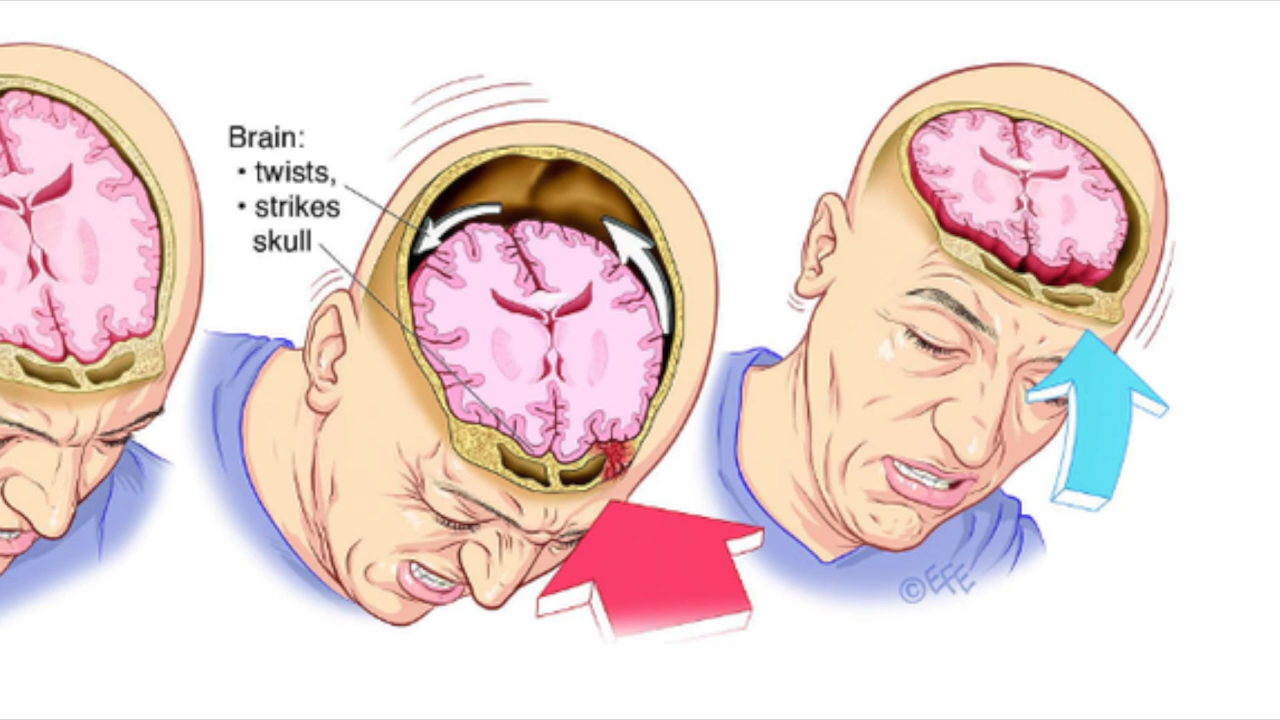 Brain:
• twists,
• strikes
skull
©EFE